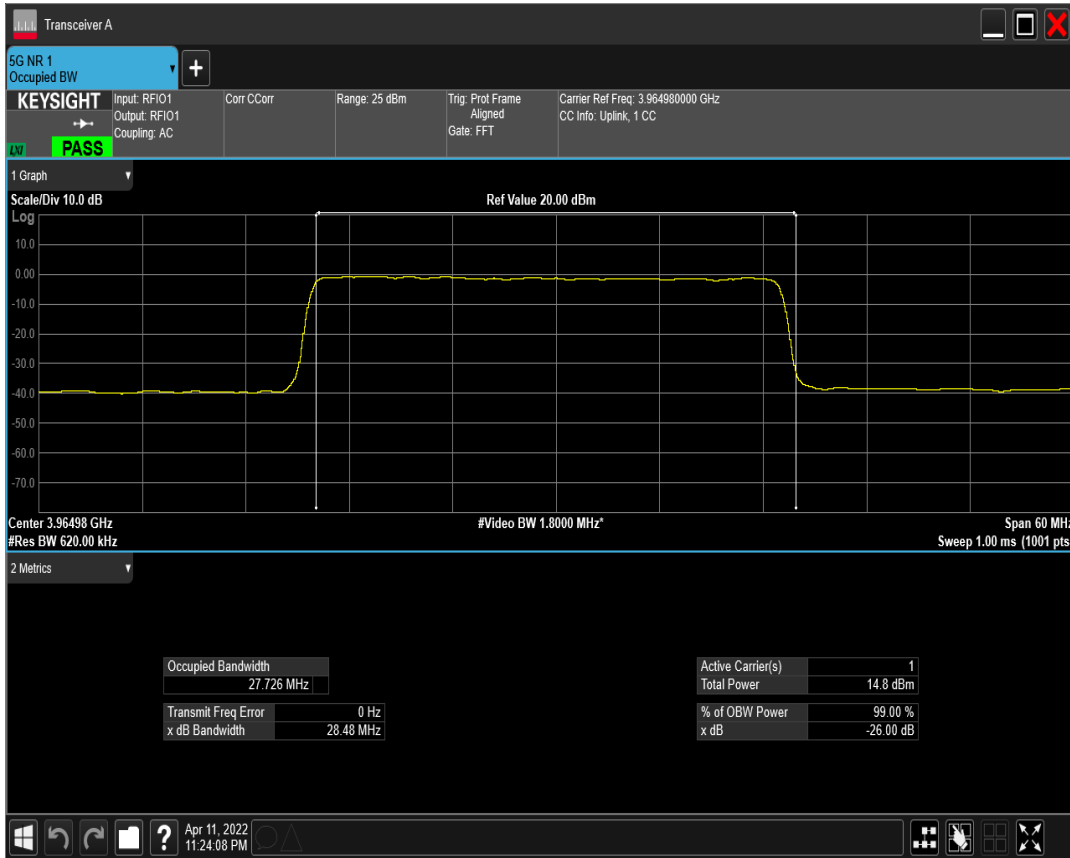 Transceiver A
5G NR 1
Occupied BW
+
KEYSIGHT
LXI
PASS
Input: RFIO1
Output: RFIO1
Coupling: AC
Corr CCorr
Range: 25 dBm
Trig: Prot Frame
Aligned
Gate: FFT
Carrier Ref Freq: 3.964980000 GHz
CC Info: Uplink, 1 CC
1 Graph
Scale/Div 10.0 dB
Ref Value 20.00 dBm
Log
10.0
0.00
-10.0
-20.0
-30.0
-40.0
-50.0
-60.0
-70.0
Center 3.96498 GHz
#Video BW 1.8000 MHz*
Span 60 MHz
#Res BW 620.00 kHz
Sweep 1.00 ms (1001 pts
2 Metrics
Occupied Bandwidth
27.726 MHz
Transmit Freq Error 0 Hz
x dB Bandwidth 28.48 MHz
Active Carrier(s) 1
Total Power 14.8 dBm
% of OBW Power 99.00 %
x dB -26.00 dB
?
Apr 11, 2022
11:24:08 PM